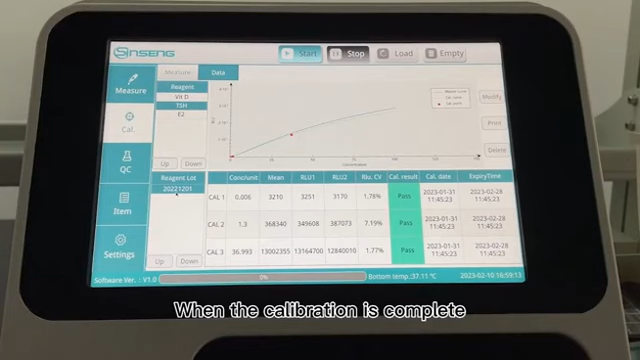 SINSENG
Start Stop Load Empty
Measure
Cal.
QC
Item
Settings
Measure Data
Reagent
Vit D
TSH
E2
Up Down
Reagent Lot
20221201
Up Down
Modify
Print
Delete
Conc/unit Mean RLU1 RLU2 Rlu, CV Cal. result Cal. date ExpiryTime
CAL 1 0.006 3210 3251 3170 1.78% Pass 2023-01-31 11:45:23 2023-02-28 11:45:23
CAL 2 1.3 368340 349608 387073 7.19% Pass 2023-01-31 11:45:23 2023-02-28 11:45:23
CAL 3 36.993 13002355 13164700 12840010 1.77% Pass 2023-01-31 11:45:23 2023-02-28 11:45:23
Software Ver. : V1.0 0% Bottom temp.:37.11 °C 2023-02-10 16:59:13
When the calibration is complete